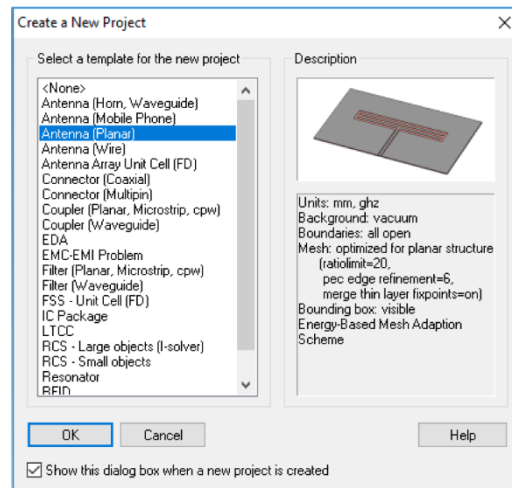 Create a New Project
Select a template for the new project
<None>
Antenna (Horn, Waveguide)
Antenna (Mobile Phone)
Antenna (Planar)
Antenna (Wire)
Antenna Array Unit Cell (FD)
Connector (Coaxial)
Connector (Multipin)
Coupler (Planar, Microstrip, cpw)
Coupler (Waveguide)
EDA
EMC-EMI Problem
Filter (Planar, Microstrip, cpw)
Filter (Waveguide)
FSS - Unit Cell (FD)
IC Package
LTCC
RCS - Large objects (I-solver)
RCS - Small objects
Resonator
RFID
Description
Units: mm, ghz
Background: vacuum
Boundaries: all open
Mesh: optimized for planar structure
(ratiolimit=20,
pec edge refinement=6,
merge thin layer fixpoints=on)
Bounding box: visible
Energy-Based Mesh Adaption
Scheme
OK
Cancel
Help
Show this dialog box when a new project is created